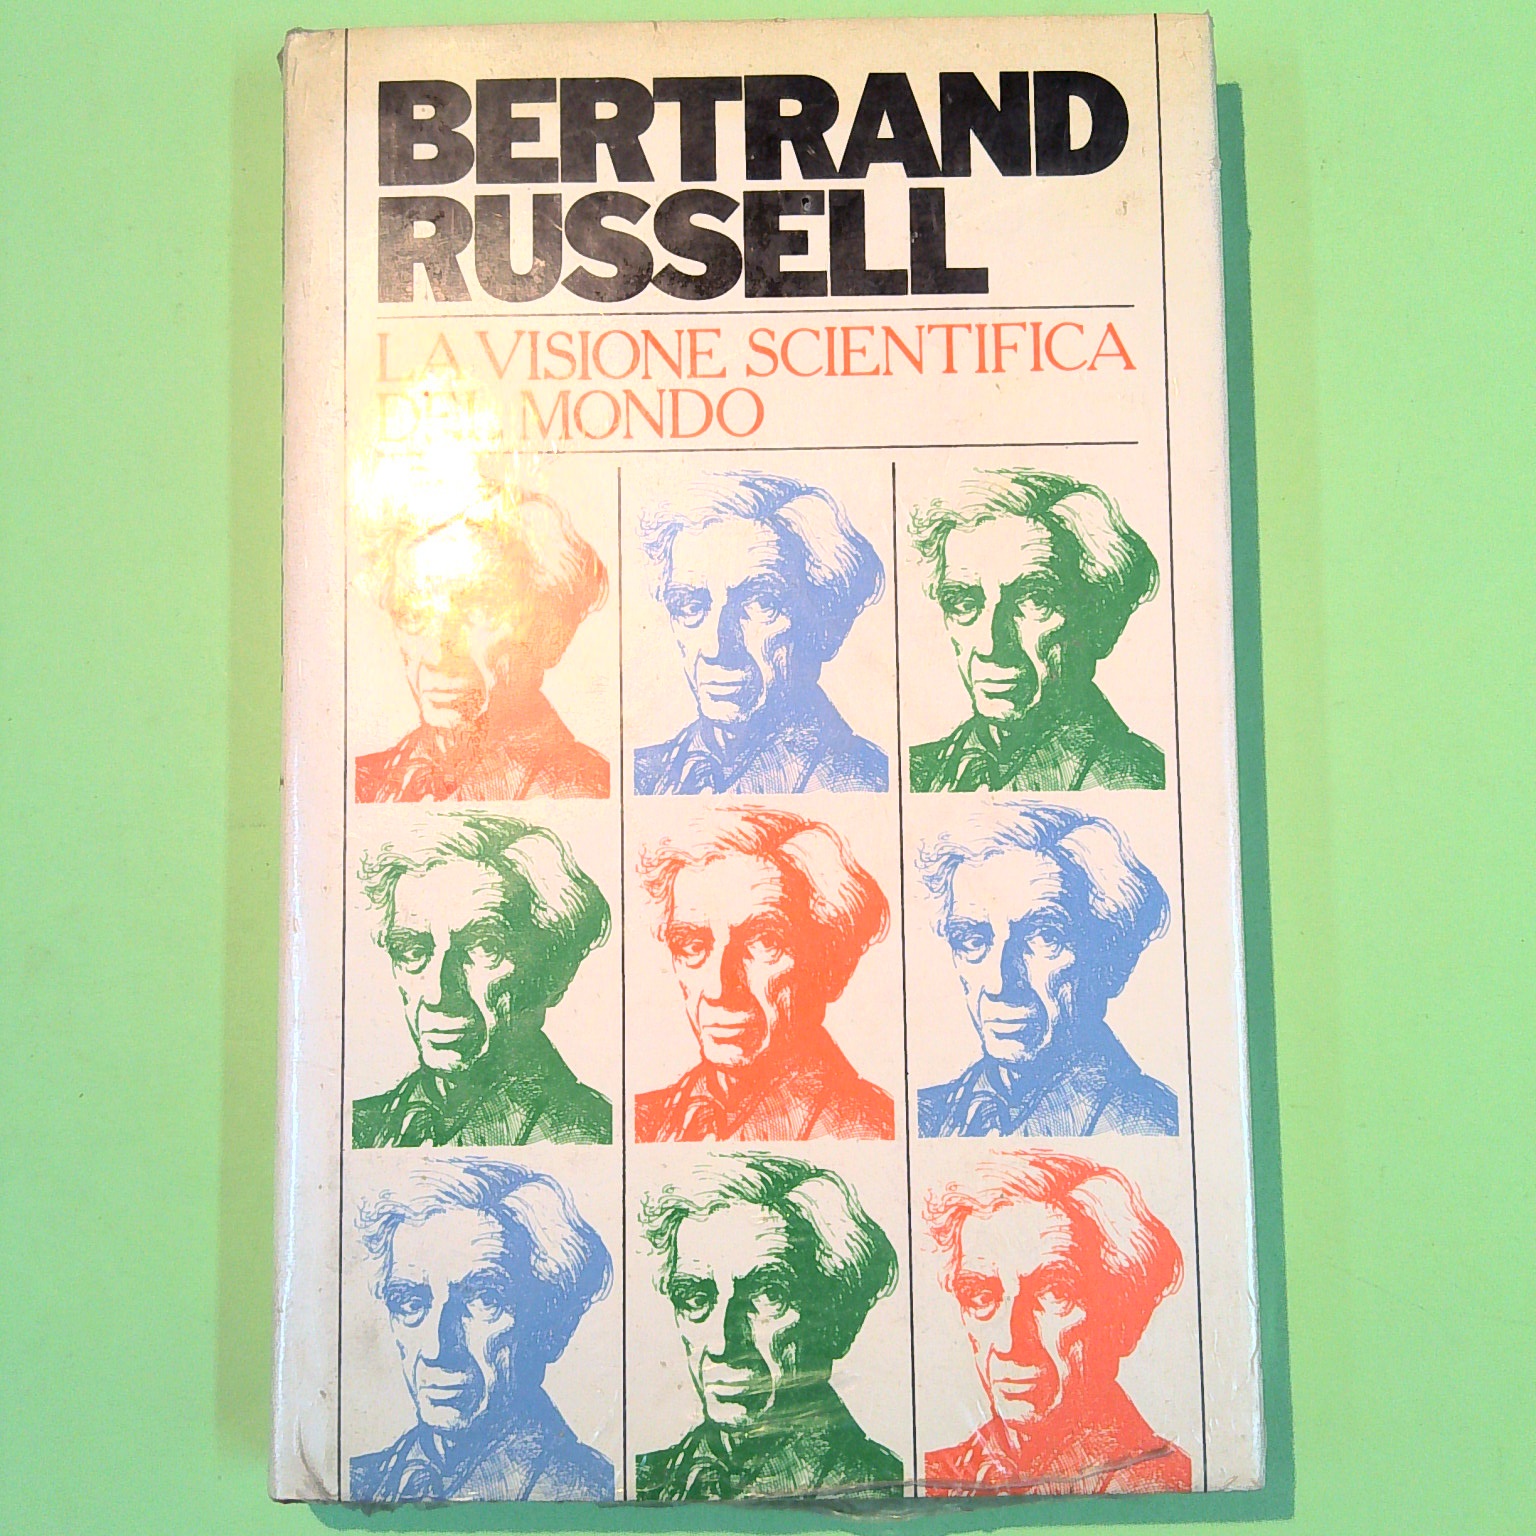 BERTRAND
RUSSELL
LA VISIONE SCIENTIFICA
DEL MONDO